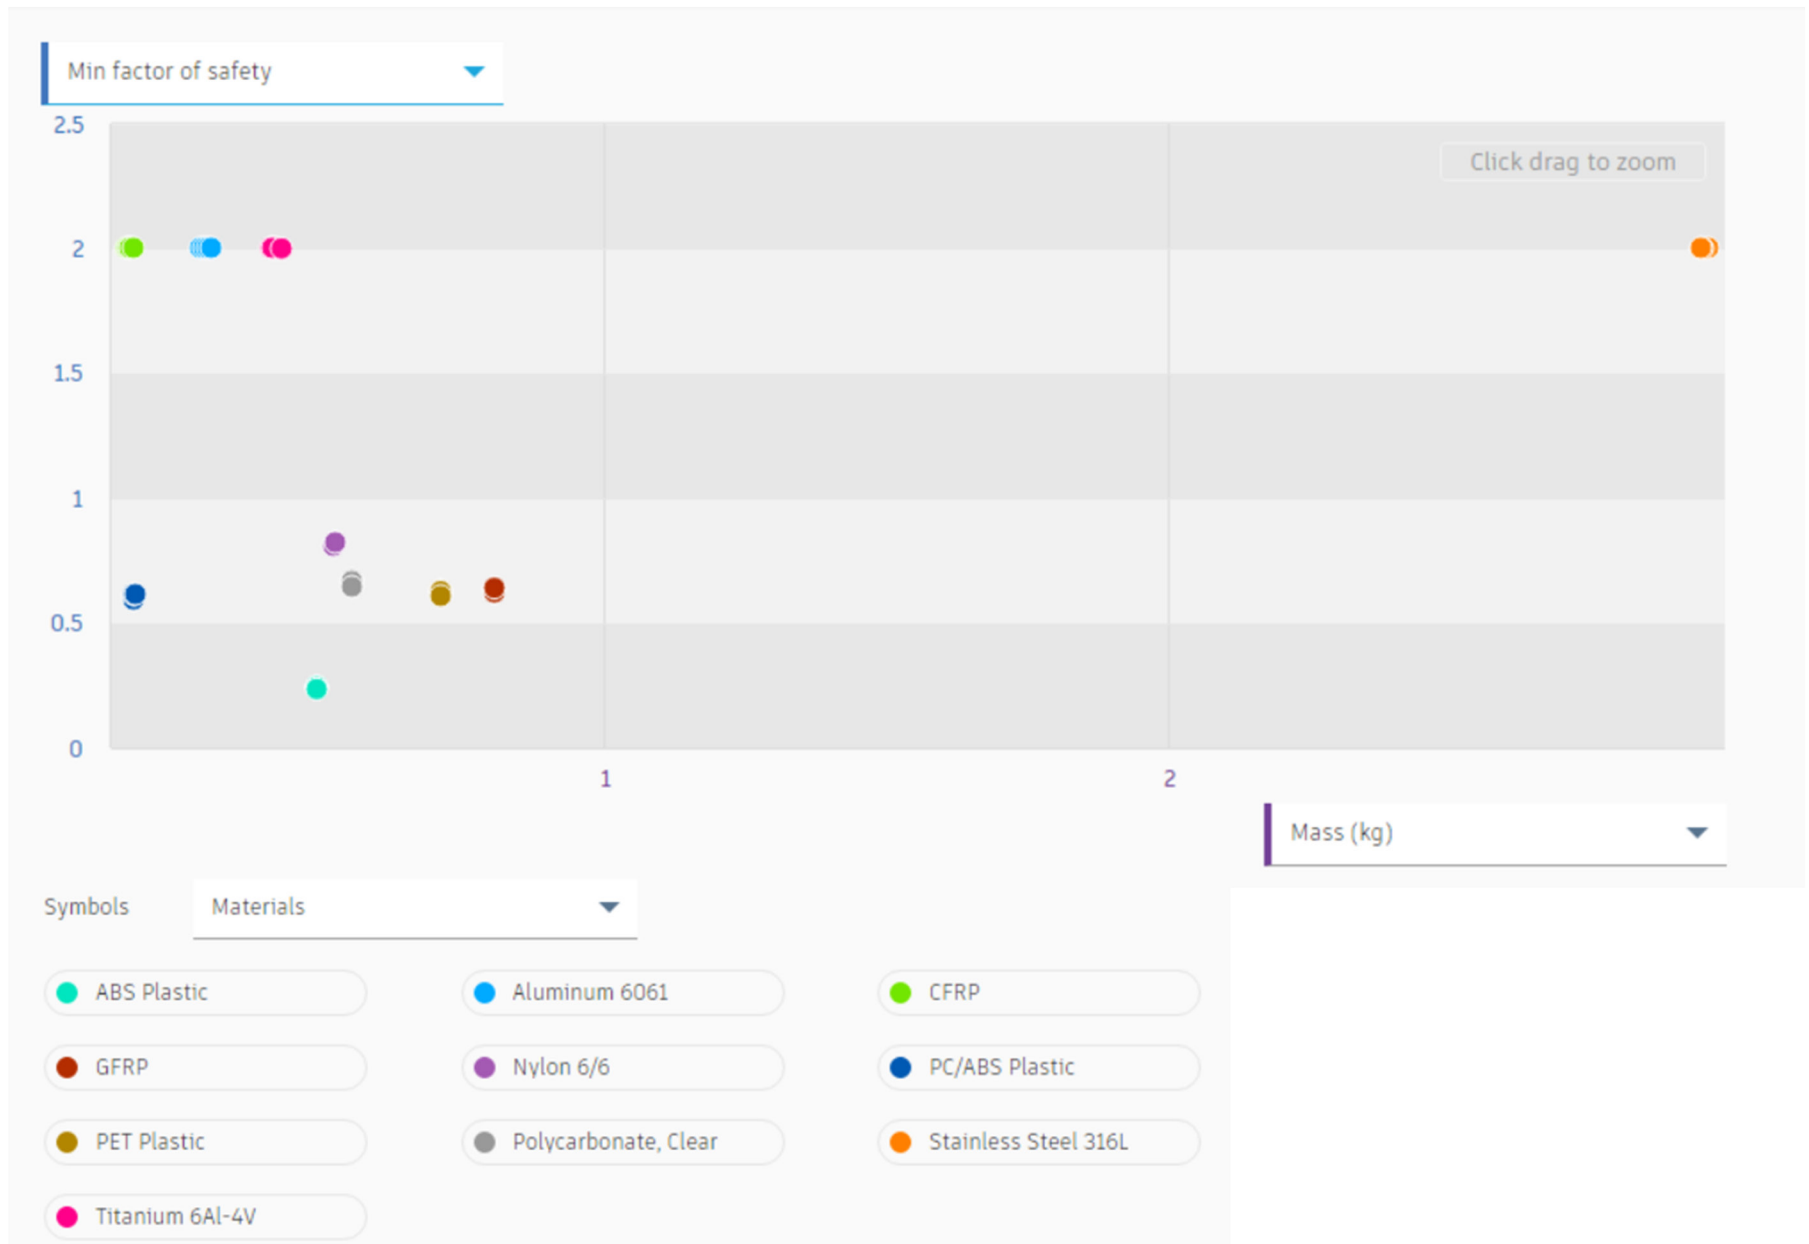 Min factor of safety
2.5
Click drag to zoom
2
1.5
1
0.5
0
1 2
Mass (kg)
Symbols Materials
ABS Plastic Aluminum 6061 CFRP
GFRP Nylon 6/6 PC/ABS Plastic
PET Plastic Polycarbonate, Clear Stainless Steel 316L
Titanium 6Al-4V